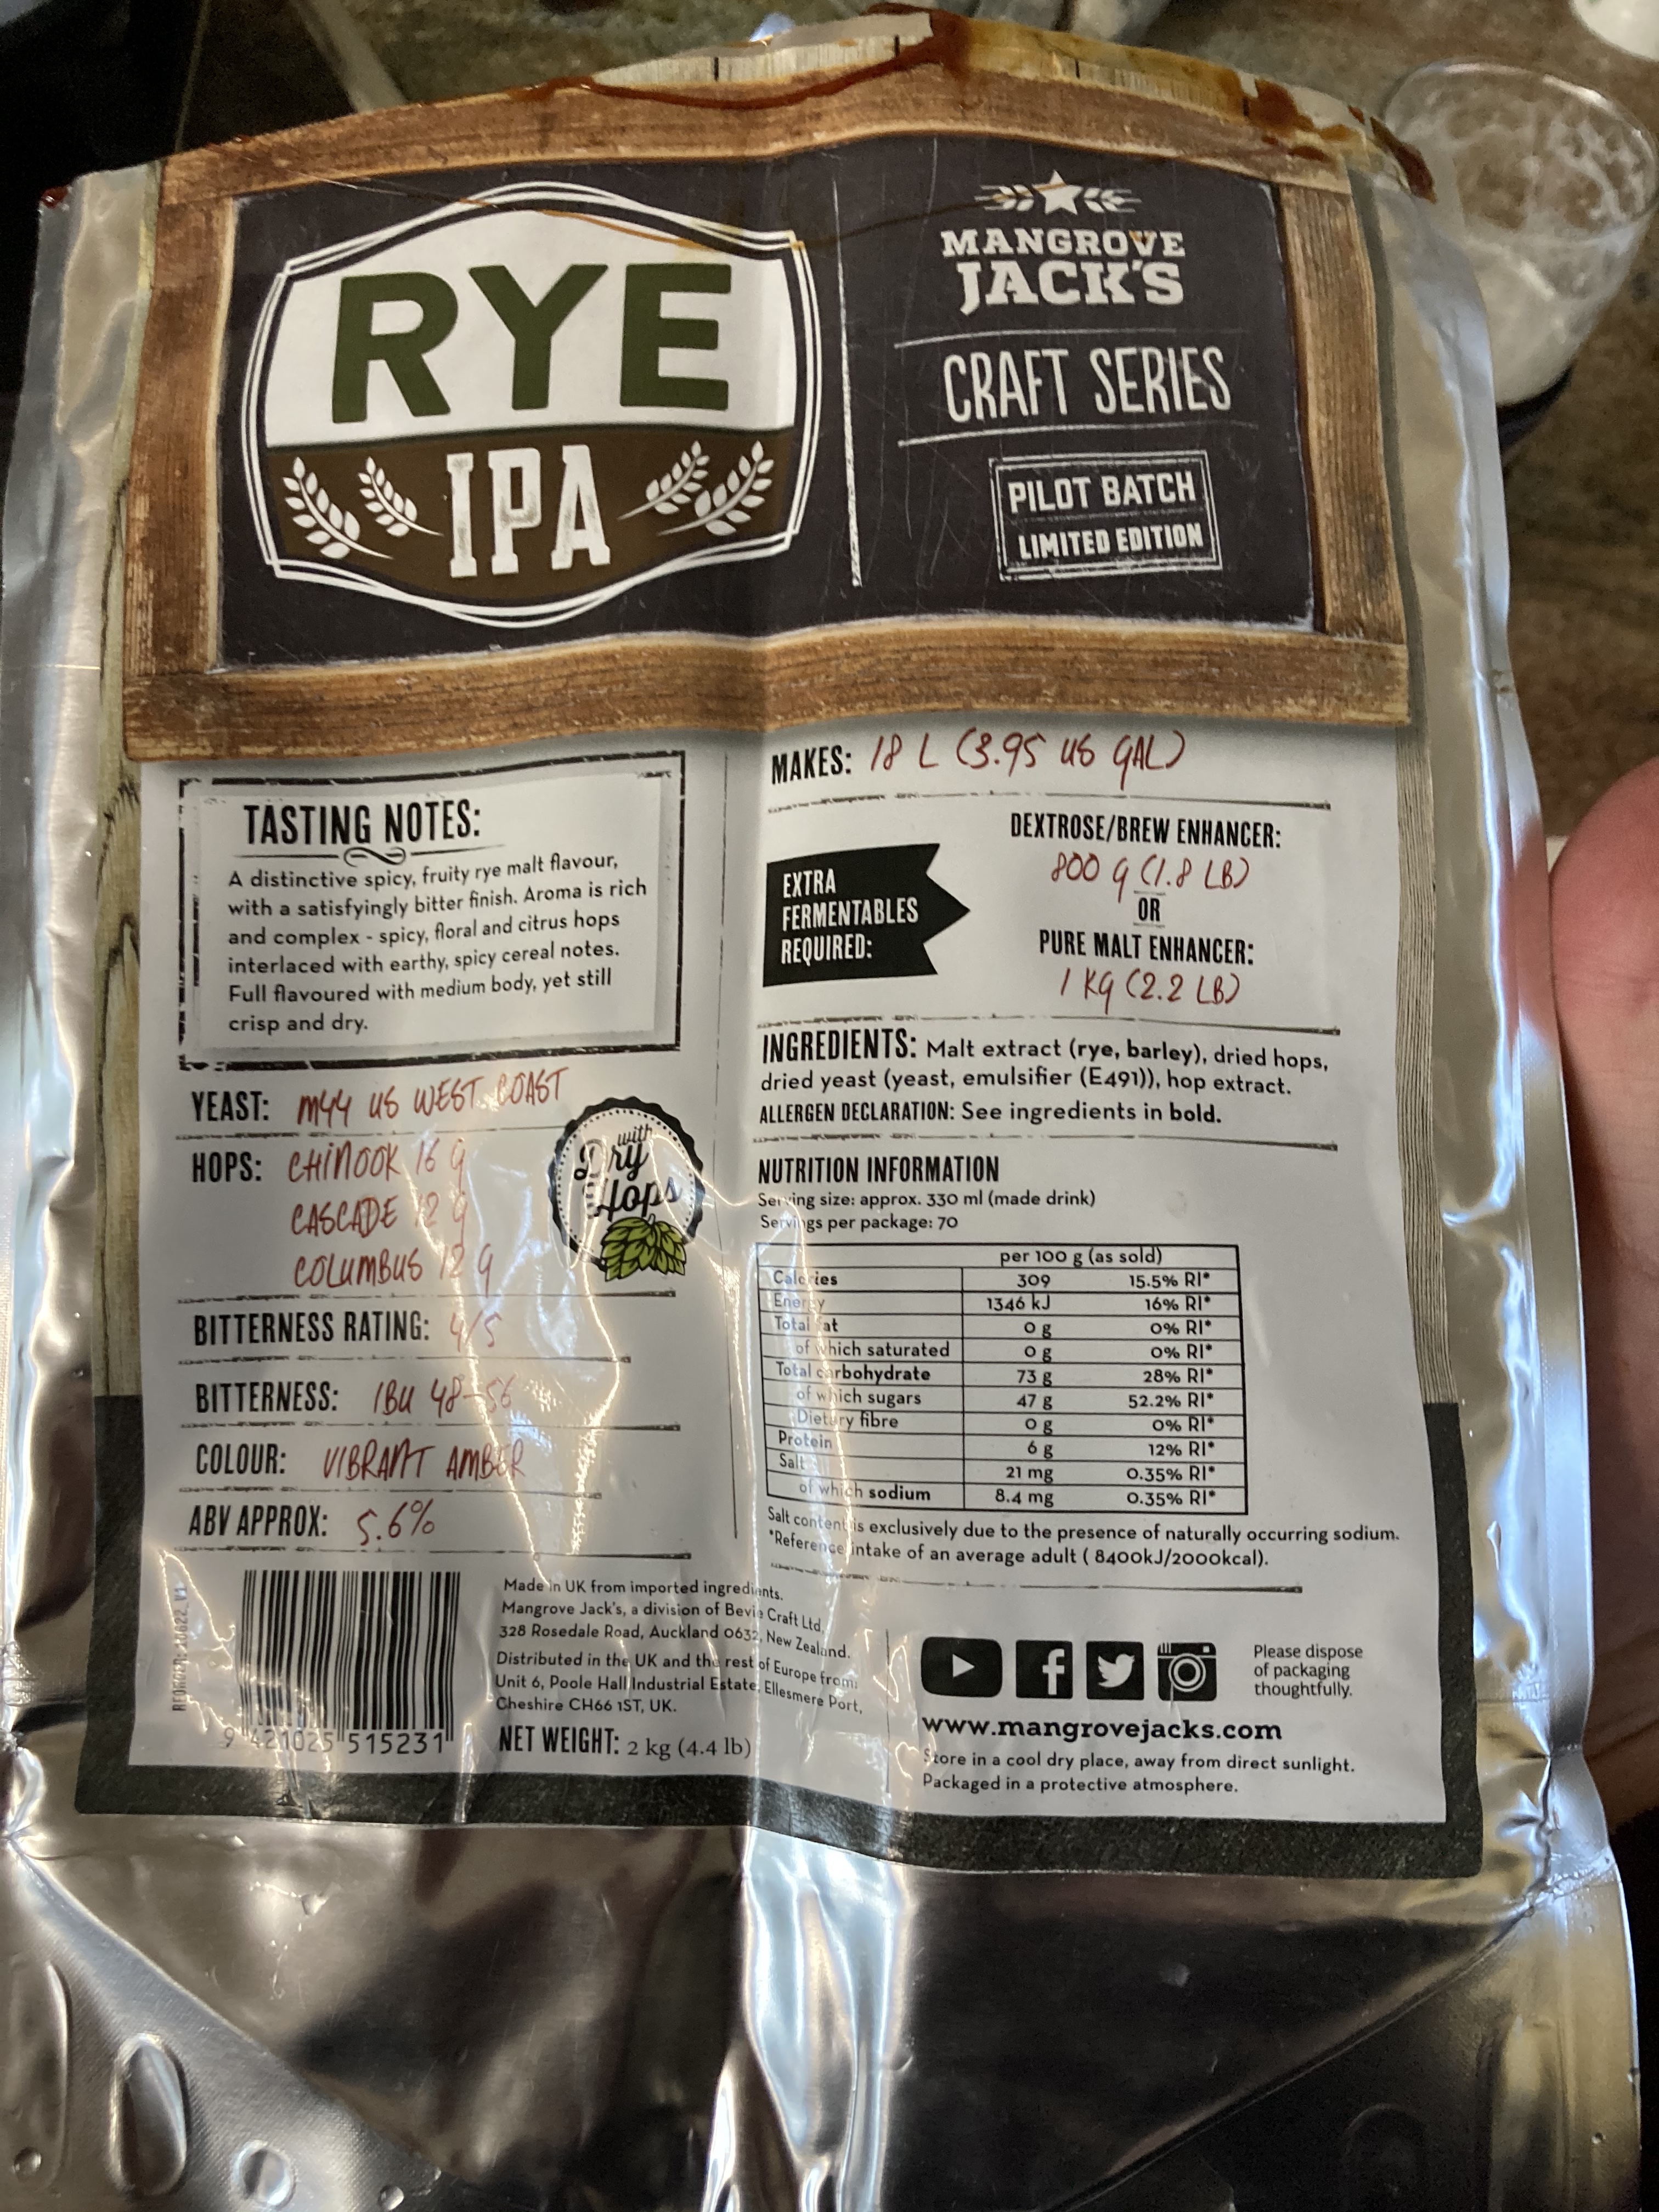 RYE
IPA
MANGROVE
JACK'S
CRAFT SERIES
PILOT BATCH
LIMITED EDITION
TASTING NOTES:
A distinctive spicy, fruity rye malt flavour,
with a satisfyingly bitter finish. Aroma is rich
and complex - spicy, floral and citrus hops
interlaced with earthy, spicy cereal notes.
Full flavoured with medium body, yet still
crisp and dry.
YEAST: M44 US WEST COAST
HOPS: CHINOOK 16 g
CASCADE 12 g
COLUMBUS 12 g
with
Dry
Hops
BITTERNESS RATING: 4/5
BITTERNESS: IBU 48-56
COLOUR: VIBRANT AMBER
ABV APPROX: 5.6%
MAKES: 18 L (3.95 US GAL)
EXTRA
FERMENTABLES
REQUIRED:
DEXTROSE/BREW ENHANCER:
800 g (1.8 LB)
OR
PURE MALT ENHANCER:
1 Kg (2.2 LB)
INGREDIENTS: Malt extract (rye, barley), dried hops,
dried yeast (yeast, emulsifier (E491)), hop extract.
ALLERGEN DECLARATION: See ingredients in bold.
NUTRITION INFORMATION
Serving size: approx. 330 ml (made drink)
Servings per package: 70
per 100 g (as sold)
Calories 309 15.5% RI*
Energy 1346 kJ 16% RI*
Total fat 0 g 0% RI*
of which saturated 0 g 0% RI*
Total carbohydrate 73 g 28% RI*
of which sugars 47 g 52.2% RI*
Dietary fibre 0 g 0% RI*
Protein 6 g 12% RI*
Salt 21 mg 0.35% RI*
of which sodium 8.4 mg 0.35% RI*
Salt content is exclusively due to the presence of naturally occurring sodium.
*Reference intake of an average adult ( 8400kJ/2000kcal).
9 421025 515231
Made in UK from imported ingredients.
Mangrove Jack's, a division of Bevie Craft Ltd,
328 Rosedale Road, Auckland 0632, New Zealand.
Distributed in the UK and the rest of Europe from:
Unit 6, Poole Hall Industrial Estate, Ellesmere Port,
Cheshire CH66 1ST, UK.
NET WEIGHT: 2 kg (4.4 lb)
Please dispose
of packaging
thoughtfully.
www.mangrovejacks.com
Store in a cool dry place, away from direct sunlight.
Packaged in a protective atmosphere.